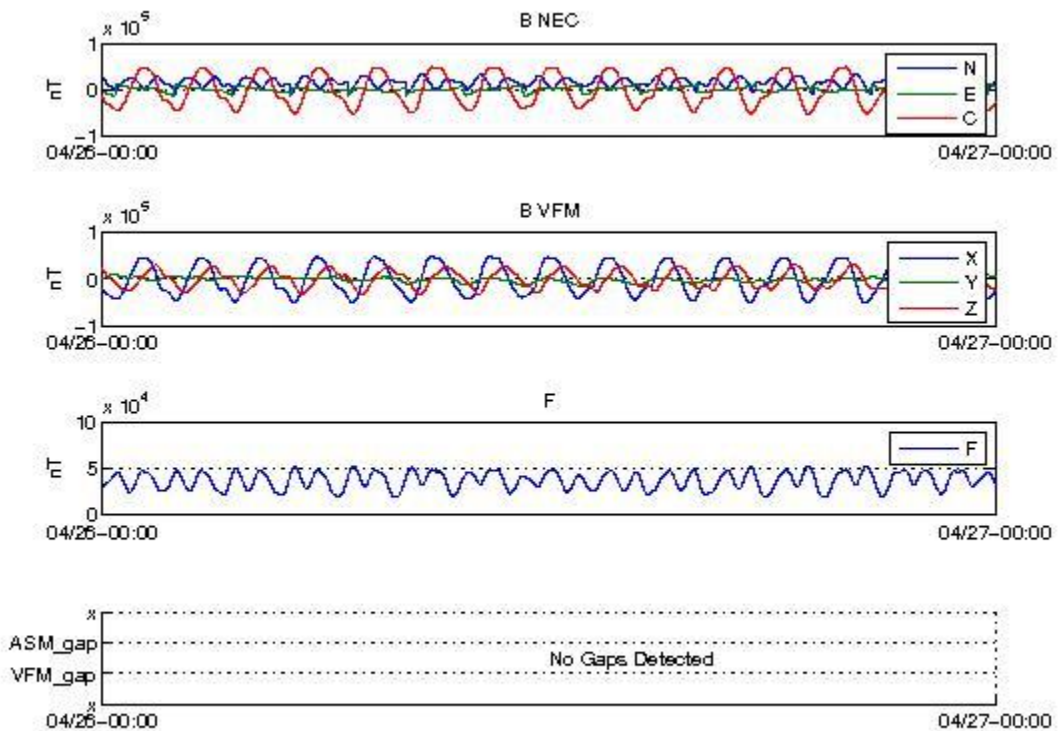 B NEC
x 10^5
1
0
−1
nT
N
E
C
04/26−00:00
04/27−00:00
B VFM
x 10^5
1
0
−1
nT
X
Y
Z
04/26−00:00
04/27−00:00
F
x 10^4
10
5
0
nT
F
04/26−00:00
04/27−00:00
x
ASM_gap
VFM_gap
x
No Gaps Detected
04/26−00:00
04/27−00:00